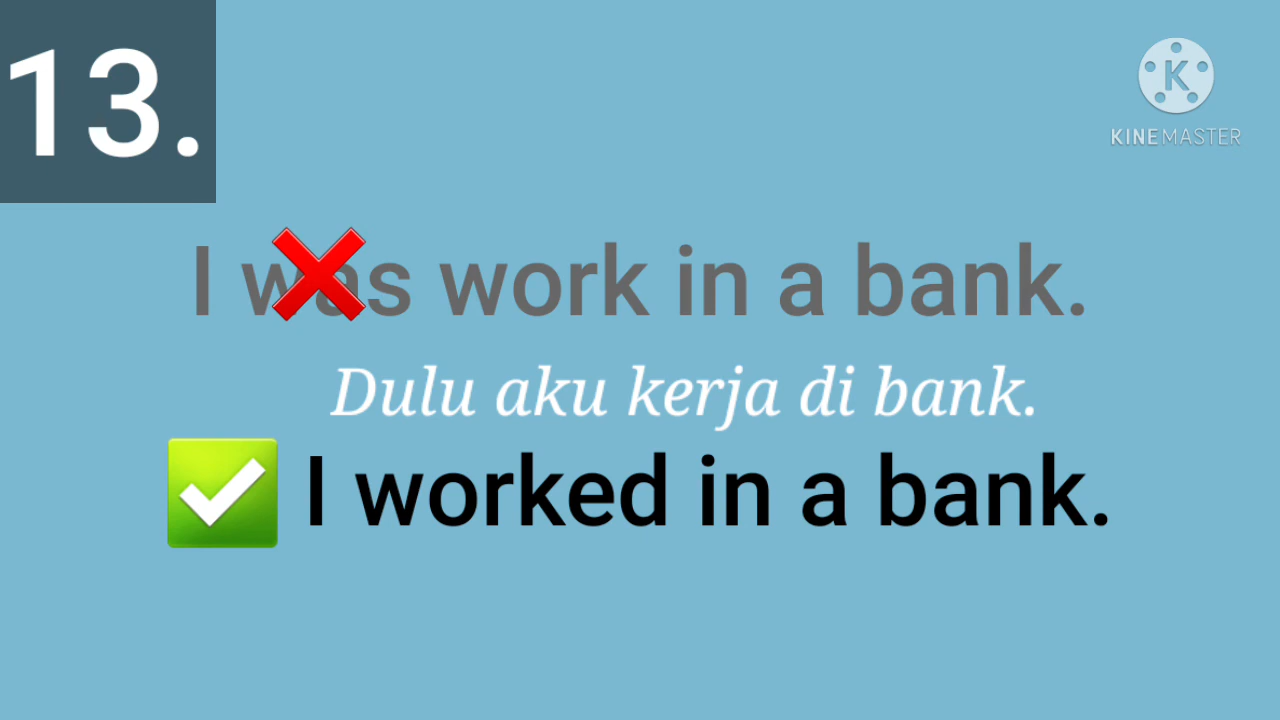 13.
KINEMASTER
I was work in a bank.
Dulu aku kerja di bank.
I worked in a bank.